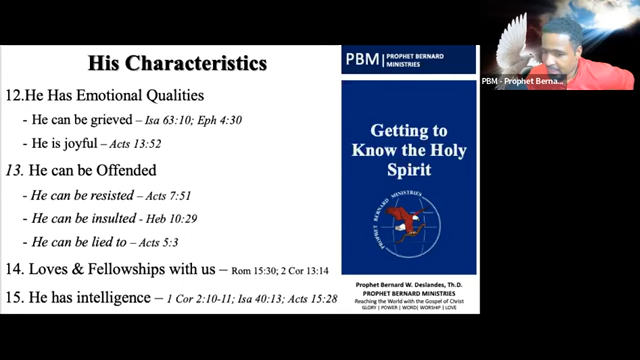 His Characteristics
12.He Has Emotional Qualities
- He can be grieved – Isa 63:10; Eph 4:30
- He is joyful – Acts 13:52
13. He can be Offended
- He can be resisted – Acts 7:51
- He can be insulted - Heb 10:29
- He can be lied to – Acts 5:3
14. Loves & Fellowships with us – Rom 15:30; 2 Cor 13:14
15. He has intelligence – 1 Cor 2:10-11; Isa 40:13; Acts 15:28
PBM | PROPHET BERNARD
MINISTRIES
Getting to
Know the Holy
Spirit
PROPHET BERNARD MINISTRIES
Prophet Bernard W. Deslandes, Th.D.
PROPHET BERNARD MINISTRIES
Reaching the World with the Gospel of Christ
GLORY | POWER | WORD| WORSHIP | LOVE
PBM - Prophet Berna...